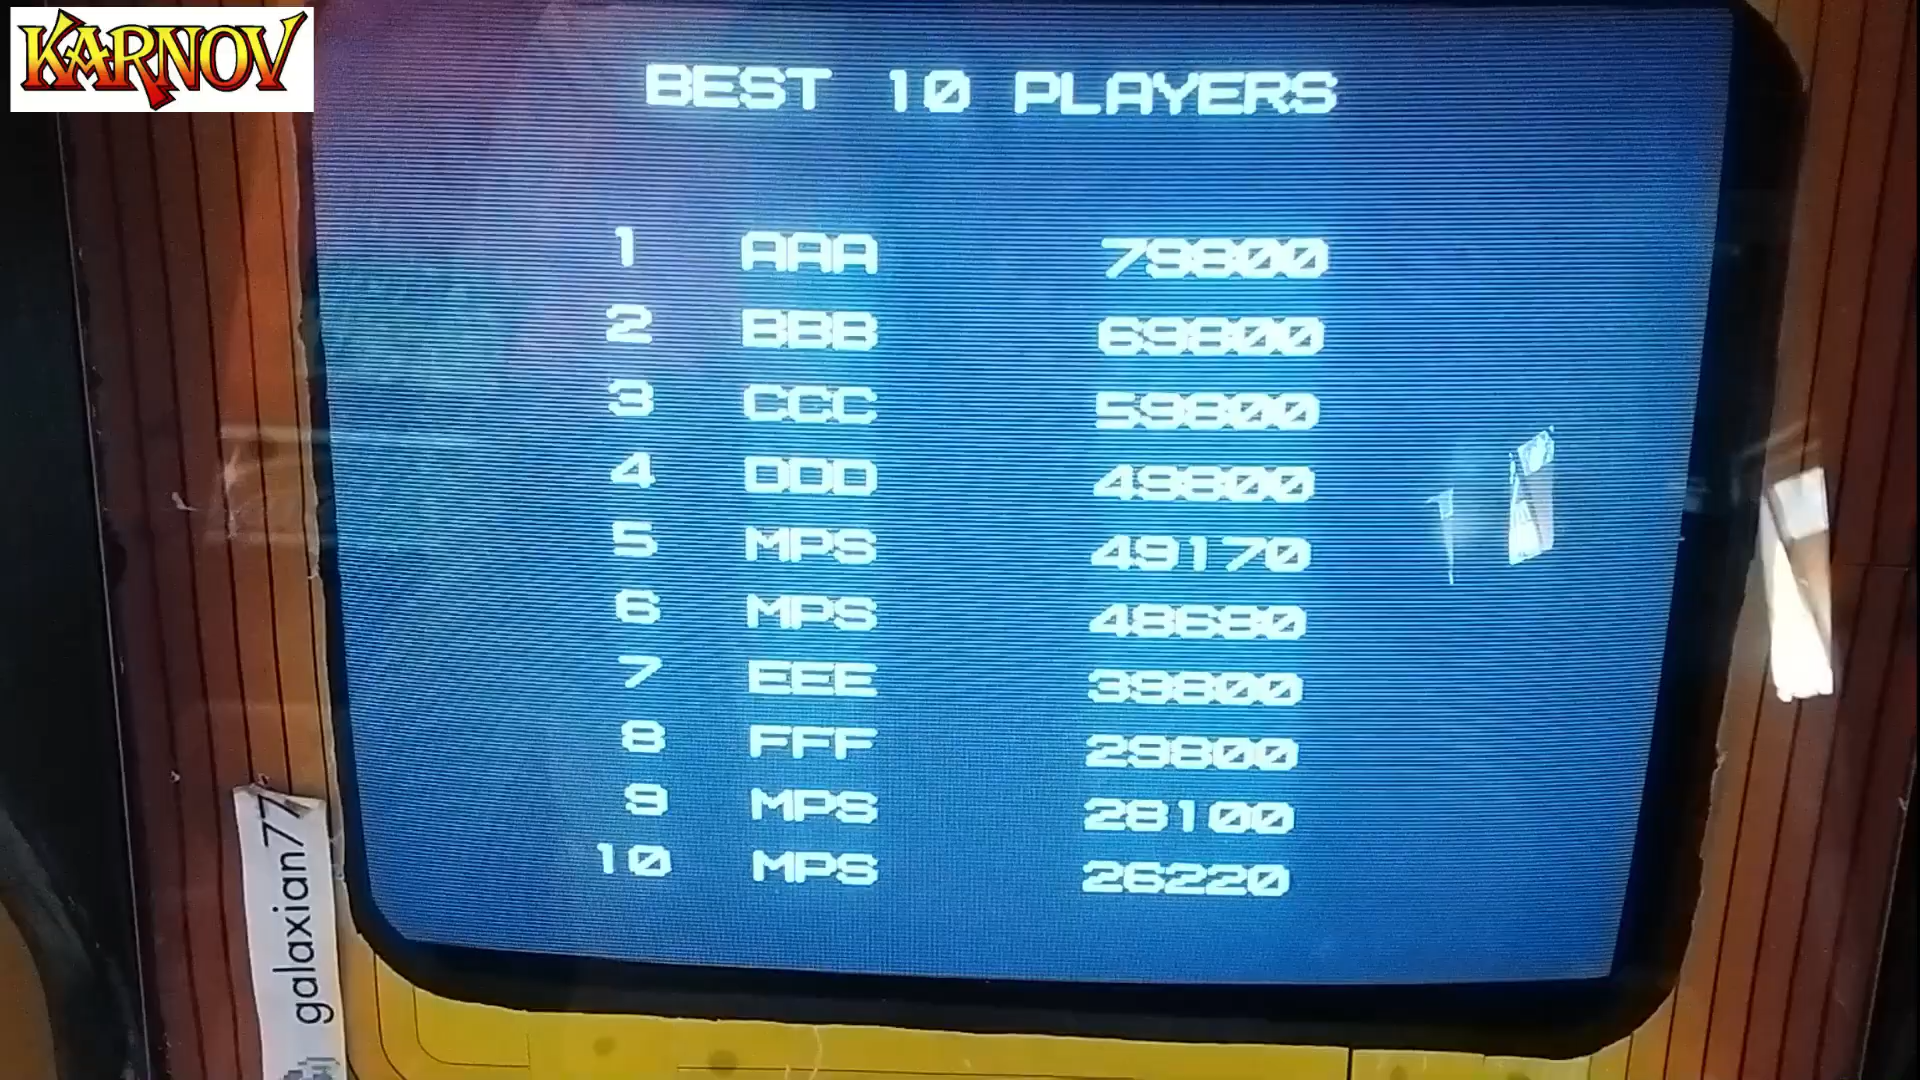 KARNOV
BEST 10 PLAYERS
1 AAA 79800
2 BBB 69800
3 CCC 59800
4 DDD 49800
5 MPS 49170
6 MPS 48680
7 EEE 39800
8 FFF 29800
9 MPS 28100
10 MPS 26220
galaxian77